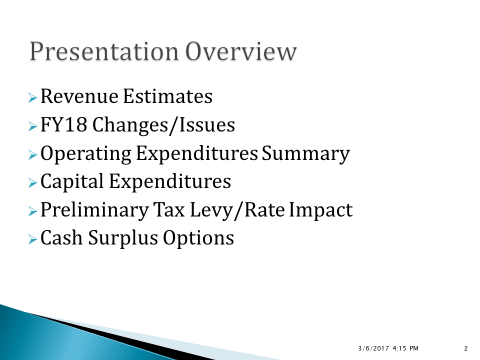 Presentation Overview
Revenue Estimates
FY18 Changes/Issues
Operating Expenditures Summary
Capital Expenditures
Preliminary Tax Levy/Rate Impact
Cash Surplus Options
3/6/2017 4:15 PM 2